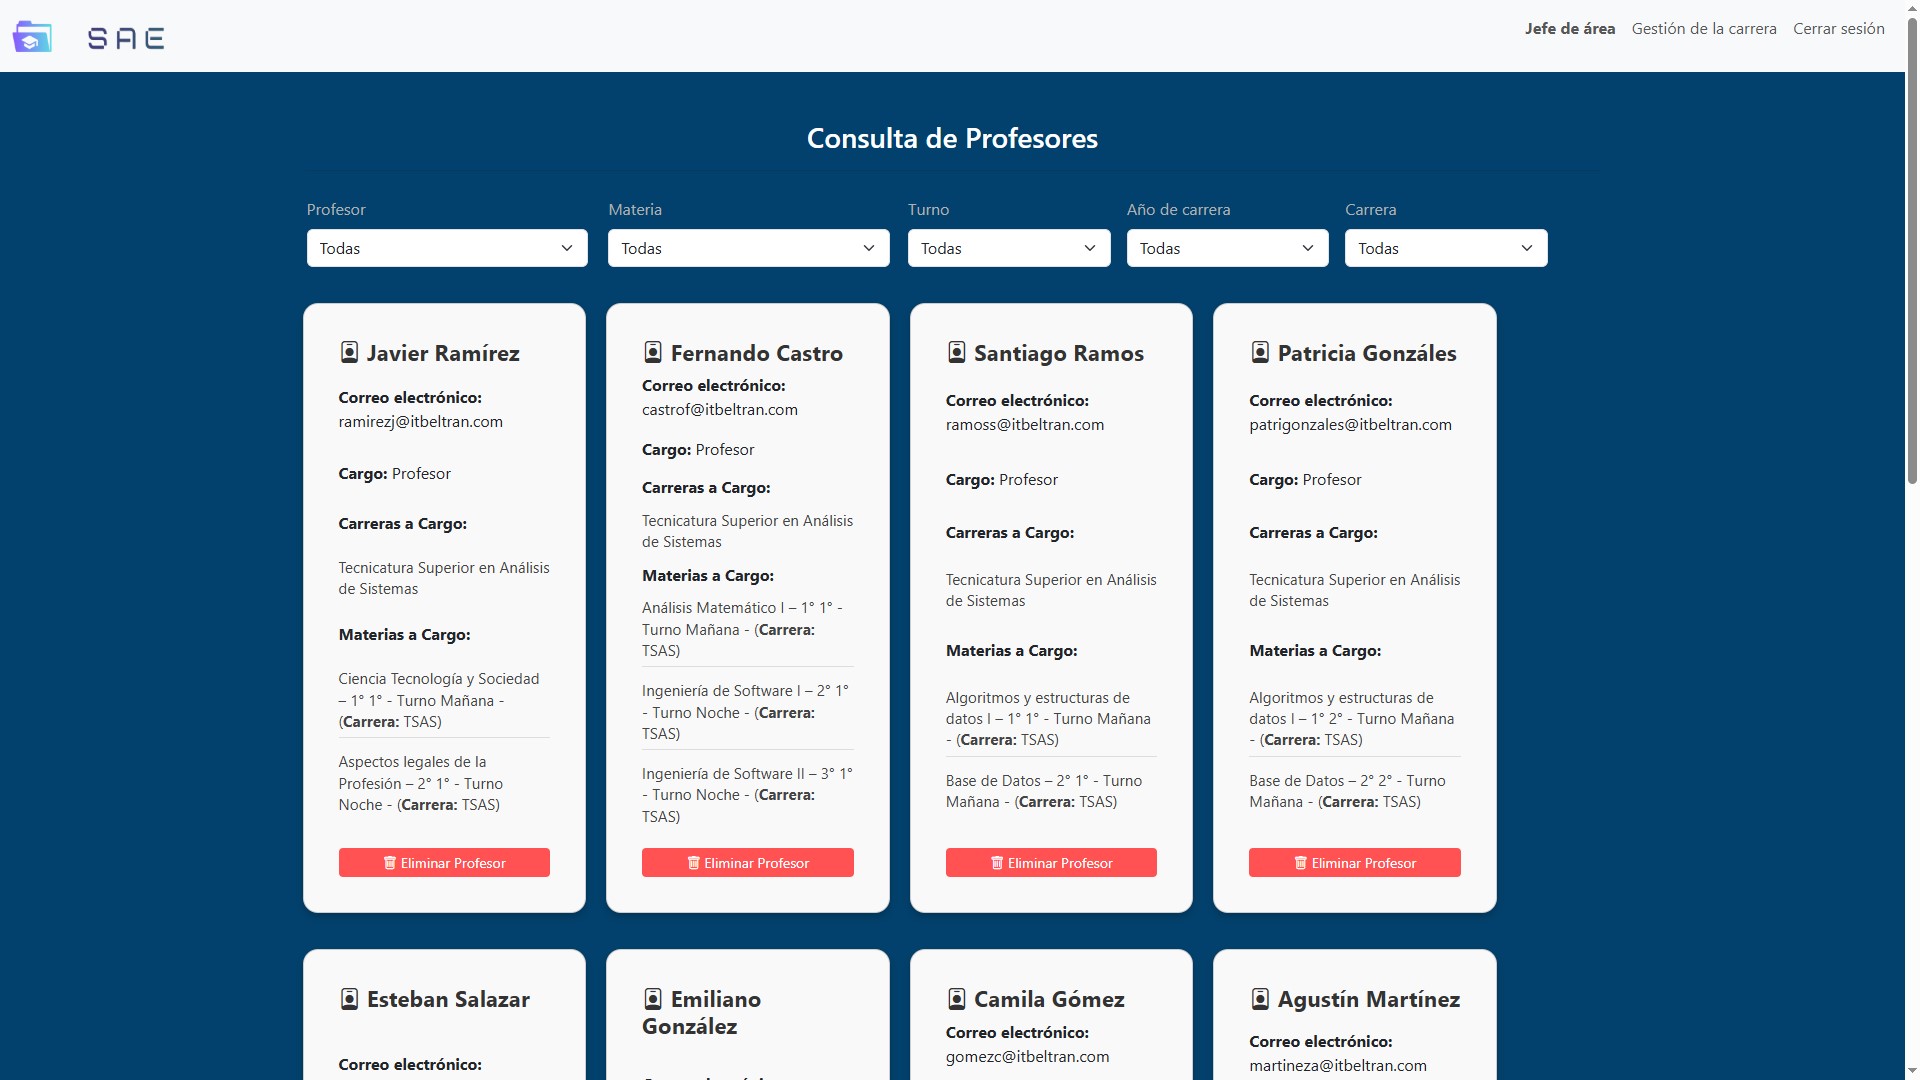 SAE
Jefe de área Gestión de la carrera Cerrar sesión
Consulta de Profesores
Profesor
Materia
Turno
Año de carrera
Carrera
Todas
Todas
Todas
Todas
Todas
Javier Ramírez
Correo electrónico:
ramirezj@itbeltran.com
Cargo: Profesor
Carreras a Cargo:
Tecnicatura Superior en Análisis
de Sistemas
Materias a Cargo:
Ciencia Tecnología y Sociedad
– 1° 1° - Turno Mañana -
(Carrera: TSAS)
Aspectos legales de la
Profesión – 2° 1° - Turno
Noche - (Carrera: TSAS)
Eliminar Profesor
Fernando Castro
Correo electrónico:
castrof@itbeltran.com
Cargo: Profesor
Carreras a Cargo:
Tecnicatura Superior en Análisis
de Sistemas
Materias a Cargo:
Análisis Matemático I – 1° 1° -
Turno Mañana - (Carrera:
TSAS)
Ingeniería de Software I – 2° 1°
- Turno Noche - (Carrera:
TSAS)
Ingeniería de Software II – 3° 1°
- Turno Noche - (Carrera:
TSAS)
Eliminar Profesor
Santiago Ramos
Correo electrónico:
ramoss@itbeltran.com
Cargo: Profesor
Carreras a Cargo:
Tecnicatura Superior en Análisis
de Sistemas
Materias a Cargo:
Algoritmos y estructuras de
datos I – 1° 1° - Turno Mañana
- (Carrera: TSAS)
Base de Datos – 2° 1° - Turno
Mañana - (Carrera: TSAS)
Eliminar Profesor
Patricia Gonzáles
Correo electrónico:
patrigonzales@itbeltran.com
Cargo: Profesor
Carreras a Cargo:
Tecnicatura Superior en Análisis
de Sistemas
Materias a Cargo:
Algoritmos y estructuras de
datos I – 1° 2° - Turno Mañana
- (Carrera: TSAS)
Base de Datos – 2° 2° - Turno
Mañana - (Carrera: TSAS)
Eliminar Profesor
Esteban Salazar
Correo electrónico:
Emiliano
González
Camila Gómez
Correo electrónico:
gomezc@itbeltran.com
Agustín Martínez
Correo electrónico:
martineza@itbeltran.com